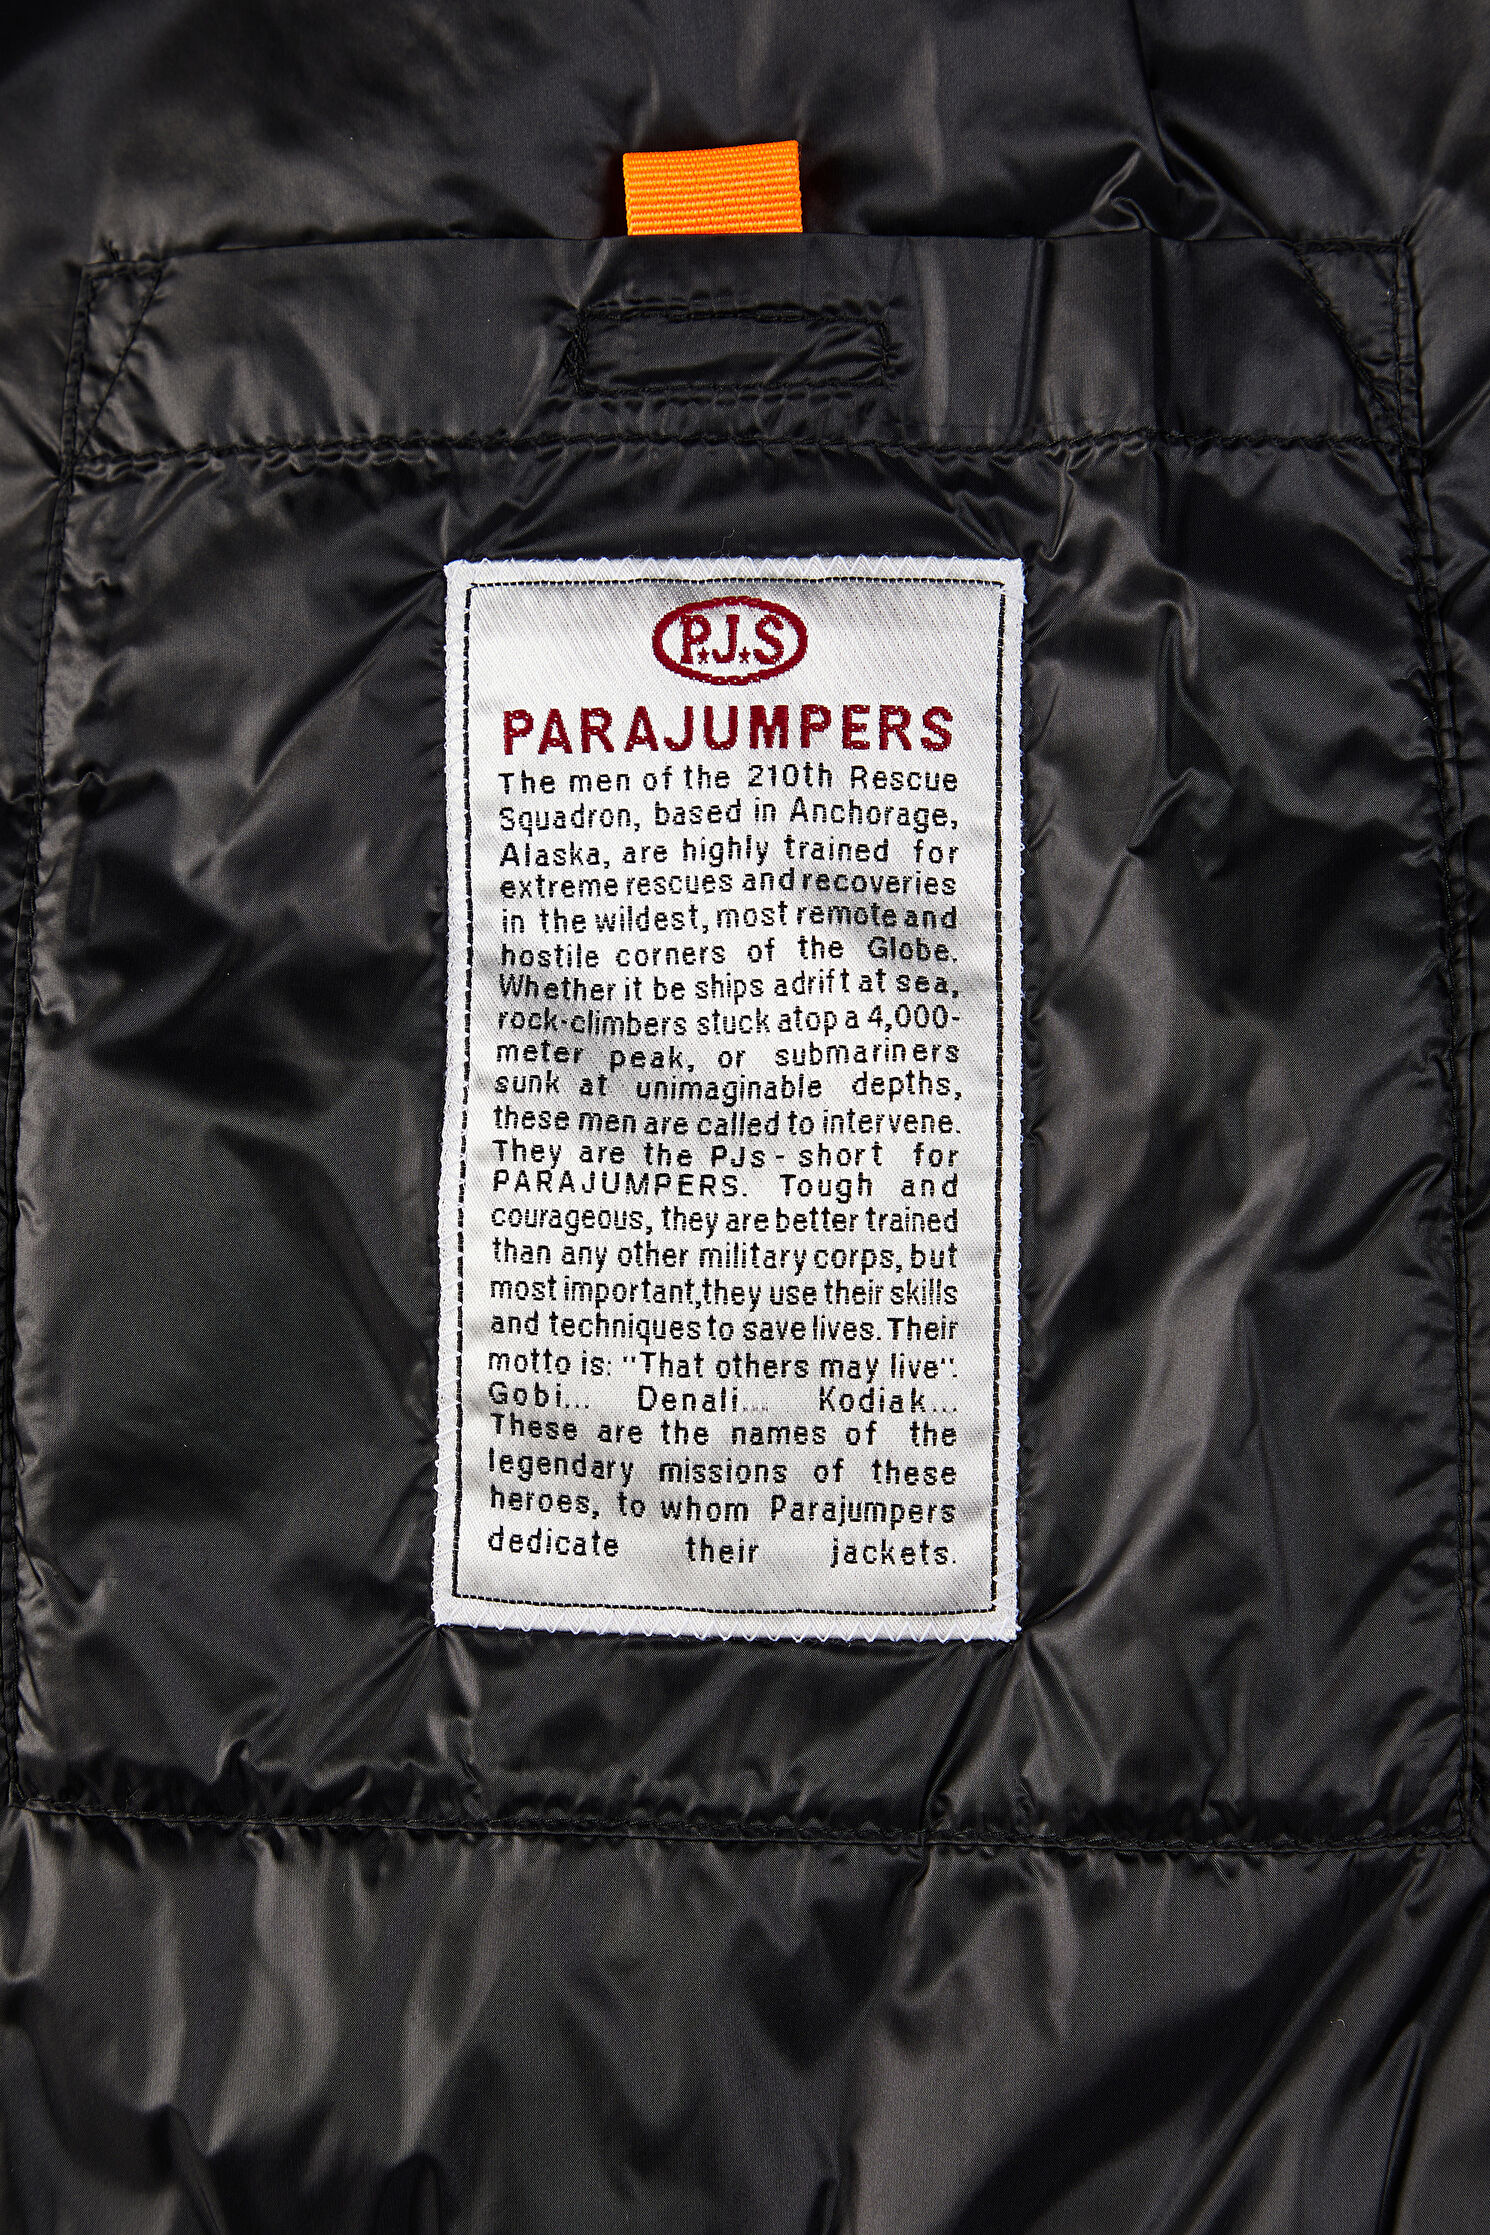 P.J.S
PARAJUMPERS
The men of the 210th Rescue
Squadron, based in Anchorage,
Alaska, are highly trained for
extreme rescues and recoveries
in the wildest, most remote and
hostile corners of the Globe.
Whether it be ships adrift at sea,
rock-climbers stuck atop a 4,000-
meter peak, or submariners
sunk at unimaginable depths,
these men are called to intervene.
They are the PJs - short for
PARAJUMPERS. Tough and
courageous, they are better trained
than any other military corps, but
most important, they use their skills
and techniques to save lives. Their
motto is: "That others may live".
Gobi... Denali... Kodiak...
These are the names of the
legendary missions of these
heroes, to whom Parajumpers
dedicate their jackets.